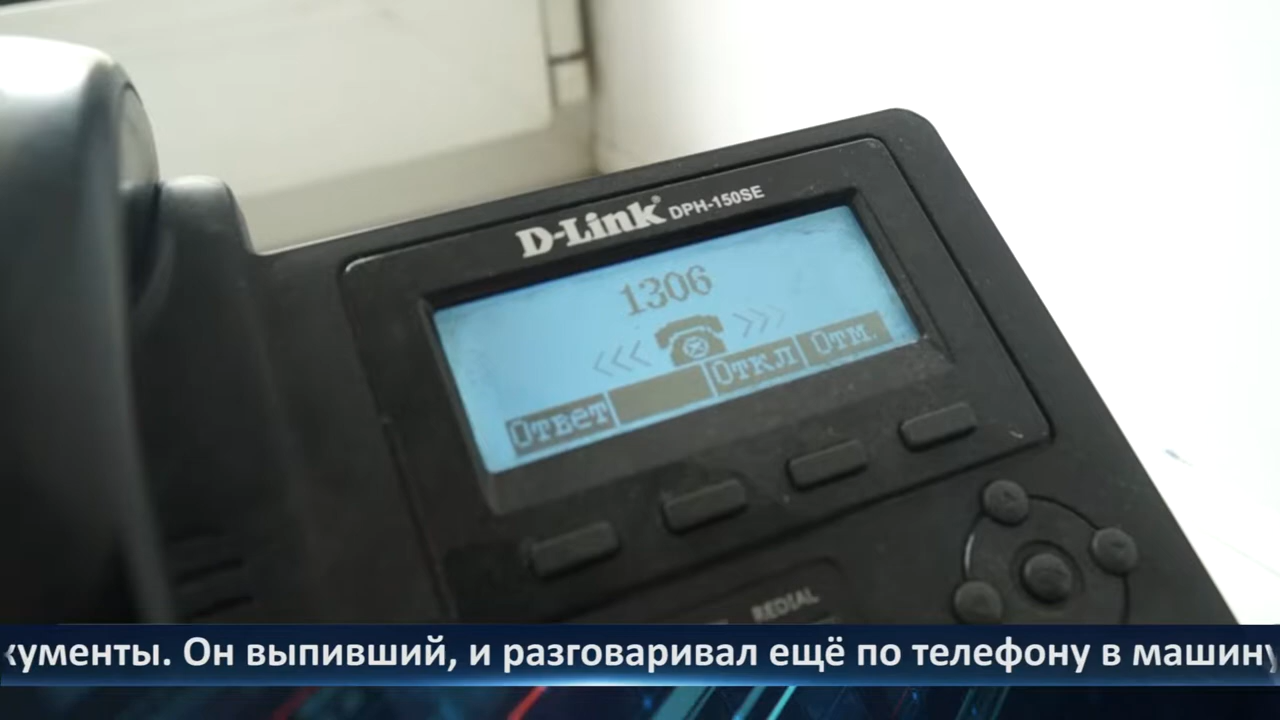 D-Link DPH-150SE
1306
<<< >>>
Ответ Откл Отм.
REDIAL
кументы. Он выпивший, и разговаривал ещё по телефону в машину